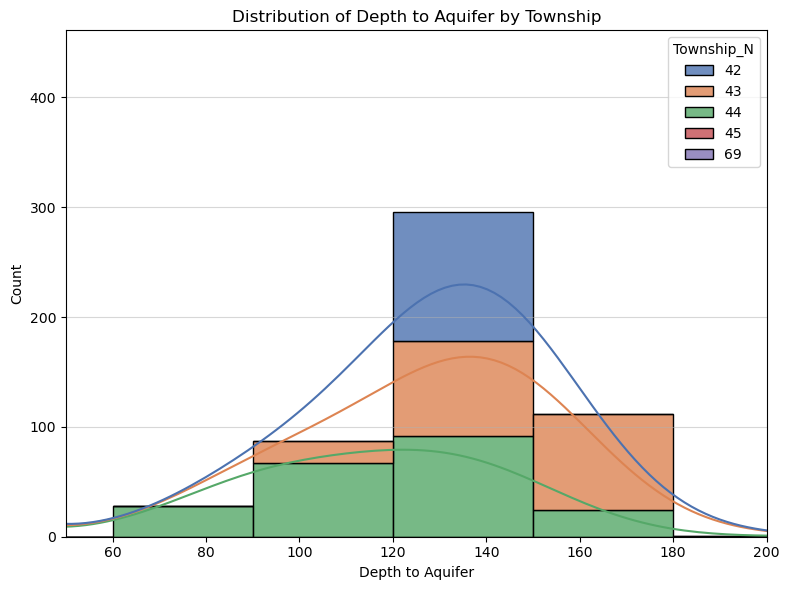 Distribution of Depth to Aquifer by Township
Township_N
42
43
44
45
69
400
300
200
100
0
Count
60 80 100 120 140 160 180 200
Depth to Aquifer